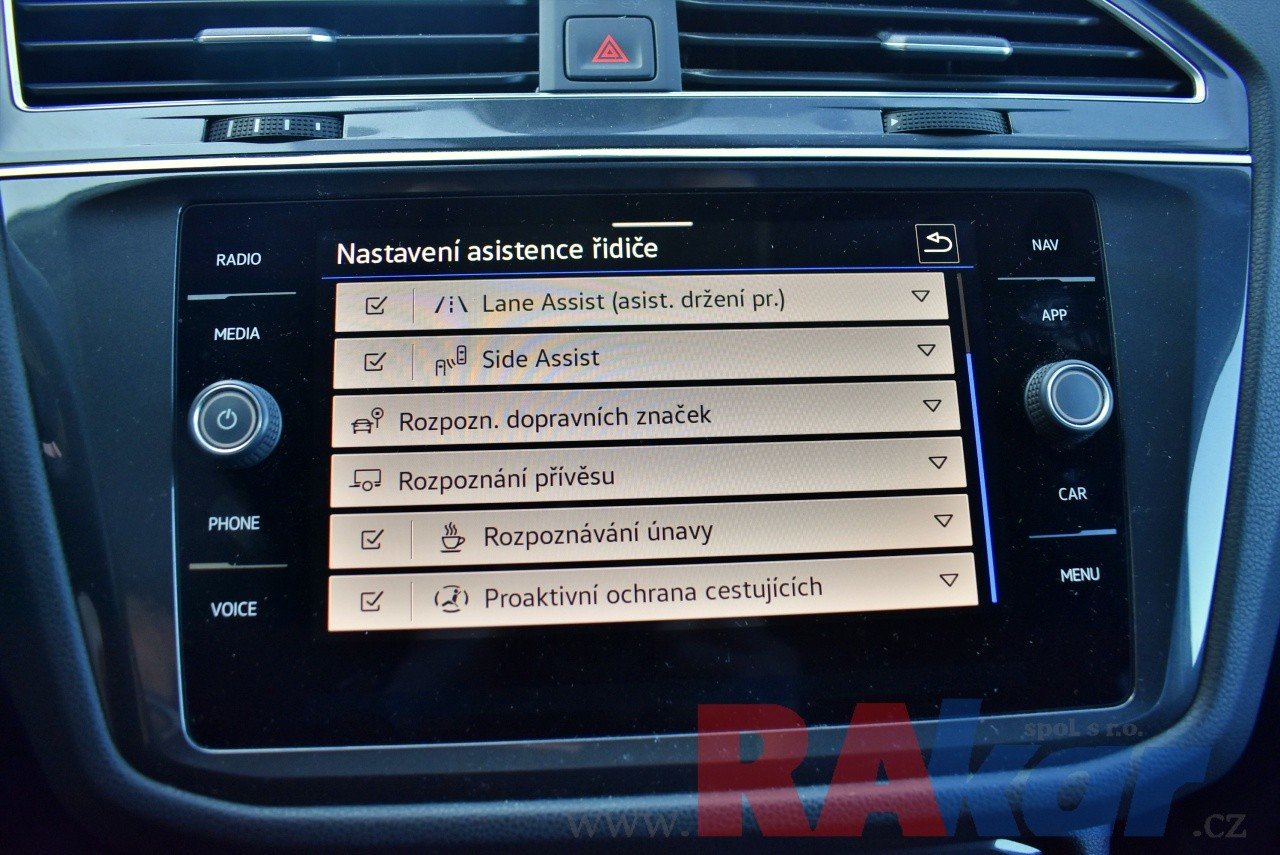 RADIO
MEDIA
PHONE
VOICE
Nastavení asistence řidiče
Lane Assist (asist. držení pr.)
Side Assist
Rozpozn. dopravních značek
Rozpoznání přívěsu
Rozpoznávání únavy
Proaktivní ochrana cestujících
NAV
APP
CAR
MENU
spol. s r.o.
www.RAkar.cz